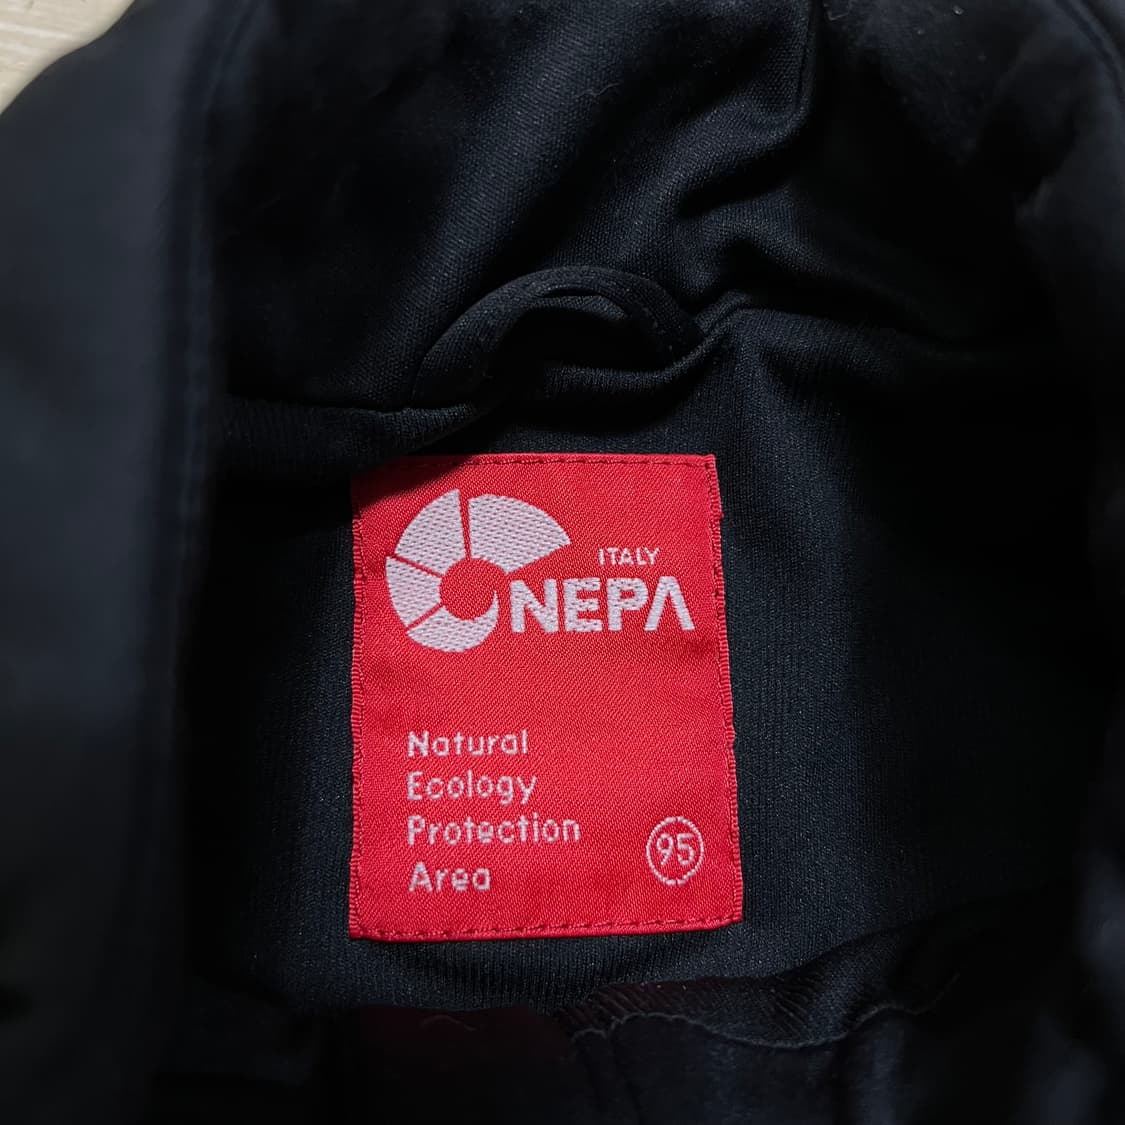 ITALY
NEPA
Natural
Ecology
Protection
Area
95